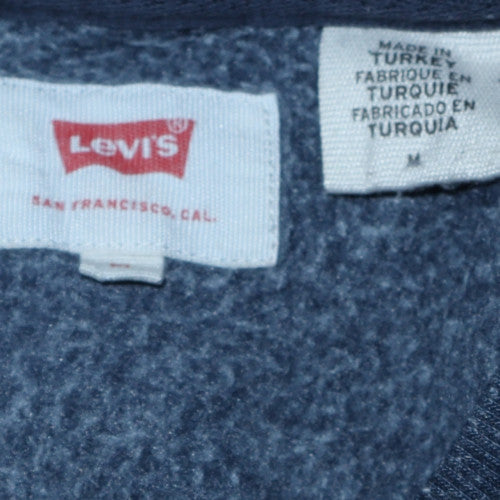 LEVI'S®
SAN FRANCISCO, CAL.
MADE IN
TURKEY
FABRIQUE EN
TURQUIE
FABRICADO EN
TURQUIA
M